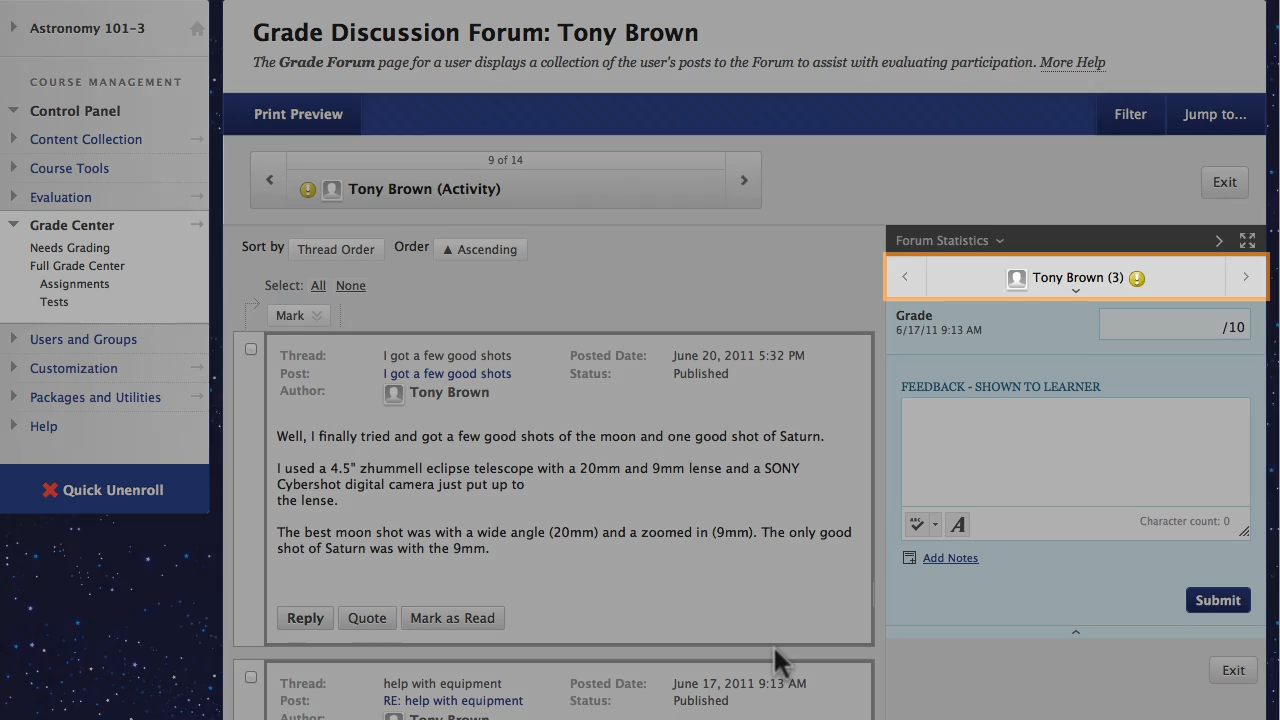 Astronomy 101-3
COURSE MANAGEMENT
Control Panel
Content Collection
Course Tools
Evaluation
Grade Center
Needs Grading
Full Grade Center
Assignments
Tests
Users and Groups
Customization
Packages and Utilities
Help
Quick Unenroll
Grade Discussion Forum: Tony Brown
The Grade Forum page for a user displays a collection of the user's posts to the Forum to assist with evaluating participation. More Help
Print Preview
Filter
Jump to...
9 of 14
Tony Brown (Activity)
Exit
Sort by Thread Order Order ▲ Ascending
Select: All None
Mark
Thread: I got a few good shots Posted Date: June 20, 2011 5:32 PM
Post: I got a few good shots Status: Published
Author: Tony Brown
Well, I finally tried and got a few good shots of the moon and one good shot of Saturn.
I used a 4.5" zhummell eclipse telescope with a 20mm and 9mm lense and a SONY
Cybershot digital camera just put up to
the lense.
The best moon shot was with a wide angle (20mm) and a zoomed in (9mm). The only good
shot of Saturn was with the 9mm.
Reply Quote Mark as Read
Thread: help with equipment Posted Date: June 17, 2011 9:13 AM
Post: RE: help with equipment Status: Published
Author: Tony Brown
Forum Statistics
Tony Brown (3)
Grade
6/17/11 9:13 AM
/10
FEEDBACK - SHOWN TO LEARNER
ABC
A
Character count: 0
Add Notes
Submit
Exit